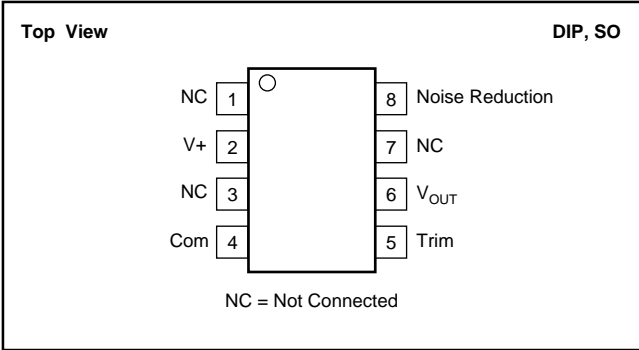 Top View
DIP, SO
NC 1
V+ 2
NC 3
Com 4
8 Noise Reduction
7 NC
6 VOUT
5 Trim
NC = Not Connected